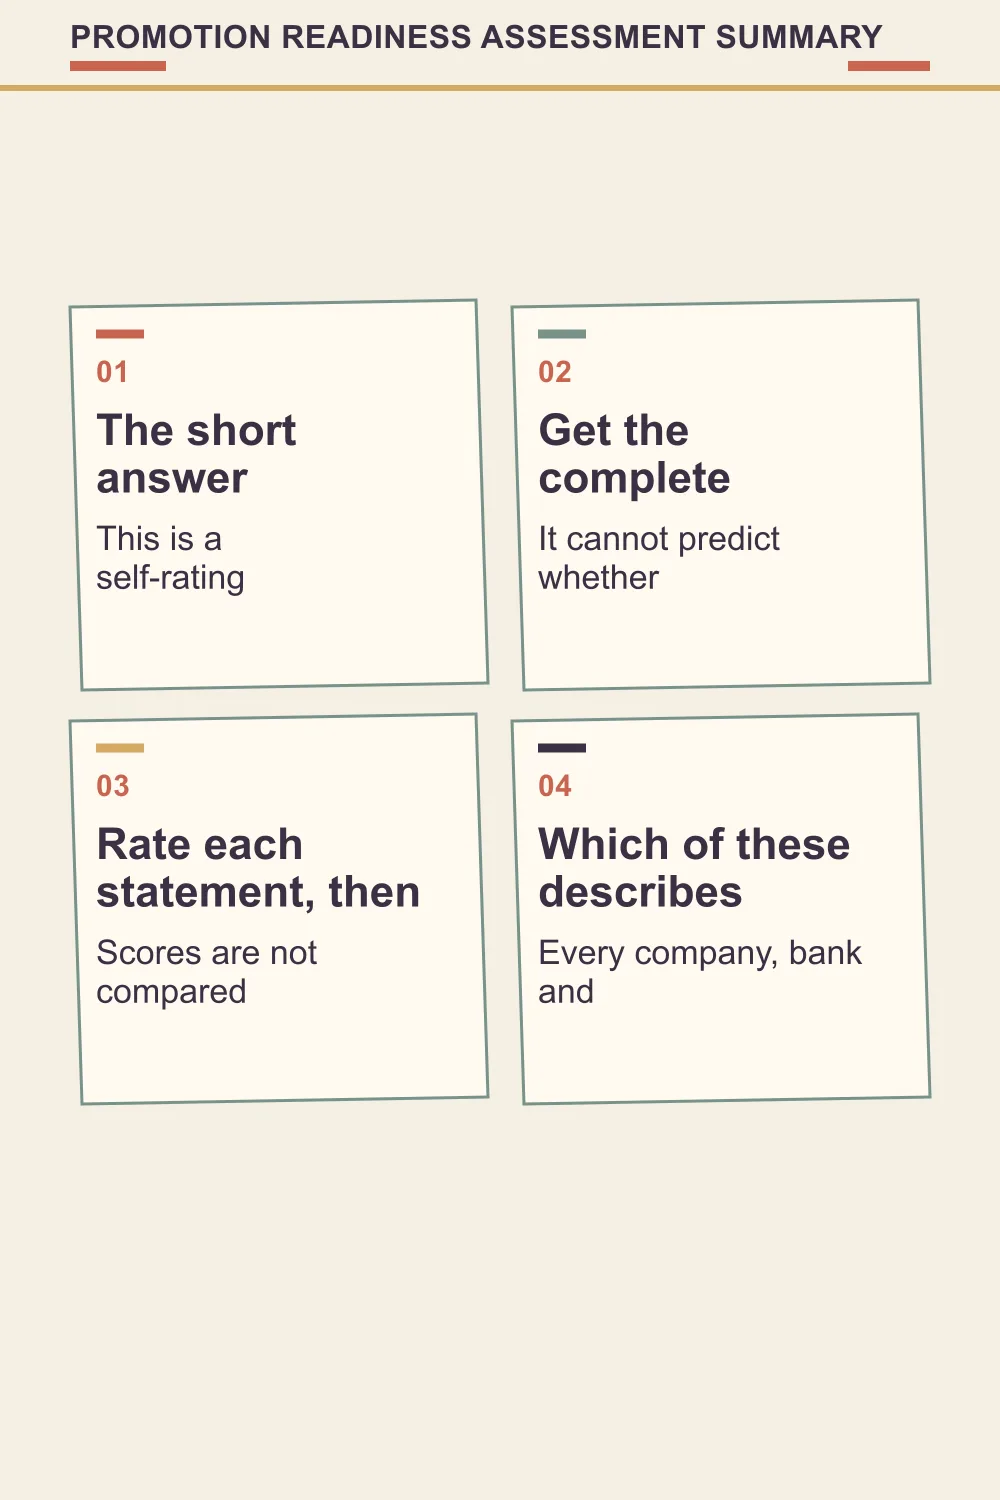 PROMOTION READINESS ASSESSMENT SUMMARY
01
The short
answer
This is a
self-rating
02
Get the
complete
It cannot predict
whether
03
Rate each
statement, then
Scores are not
compared
04
Which of these
describes
Every company, bank
and